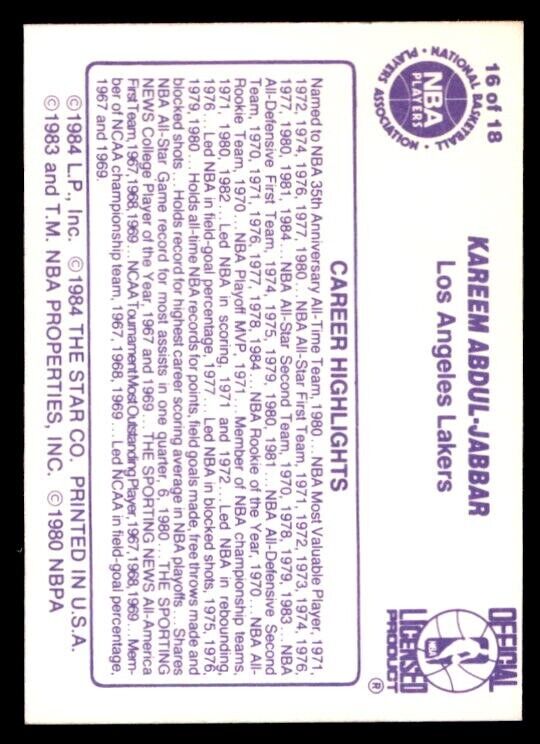 16 of 18
NATIONAL BASKETBALL
PLAYERS ASSOCIATION
NBA
PLAYERS
KAREEM ABDUL-JABBAR
Los Angeles Lakers
OFFICIAL
LICENSED
PRODUCT
®
NBA
CAREER HIGHLIGHTS
Named to NBA 35th Anniversary All-Time Team, 1980 ... NBA Most Valuable Player, 1971,
1972, 1974, 1976, 1977, 1980 ... NBA All-Star First Team, 1971, 1972, 1973, 1974, 1976,
1977, 1980, 1981, 1984 ... NBA All-Star Second Team, 1970, 1978, 1979, 1983 ... NBA
All-Defensive First Team, 1974, 1975, 1979, 1980, 1981 ... NBA All-Defensive Second
Team, 1970, 1971, 1976, 1977, 1978, 1984 ... NBA Rookie of the Year, 1970 ... NBA All-
Rookie Team, 1970 ... NBA Playoff MVP, 1971 ... Member of NBA championship teams,
1971, 1980, 1982 ... Led NBA in scoring, 1971 and 1972 ... Led NBA in rebounding,
1976 ... Led NBA in field-goal percentage, 1977 ... Led NBA in blocked shots, 1975, 1976,
1979, 1980 ... Holds all-time NBA records for points, field goals made, free throws made and
blocked shots ... Holds record for highest career scoring average in NBA playoffs ... Shares
NBA All-Star Game record for most assists in one quarter, 6, 1980 ... THE SPORTING
NEWS College Player of the Year, 1967 and 1969 ... THE SPORTING NEWS All-America
First Team, 1967, 1968, 1969 ... NCAA Tournament Most Outstanding Player, 1967, 1968, 1969 ... Mem-
ber of NCAA championship team, 1967, 1968, 1969 ... Led NCAA in field-goal percentage,
1967 and 1969.
©1984 L.P., Inc. ©1984 THE STAR CO. PRINTED IN U.S.A.
©1983 and T.M. NBA PROPERTIES, INC. ©1980 NBPA